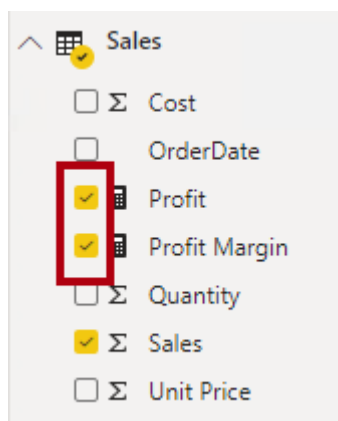 Sales
Σ Cost
OrderDate
Profit
Profit Margin
Σ Quantity
Σ Sales
Σ Unit Price